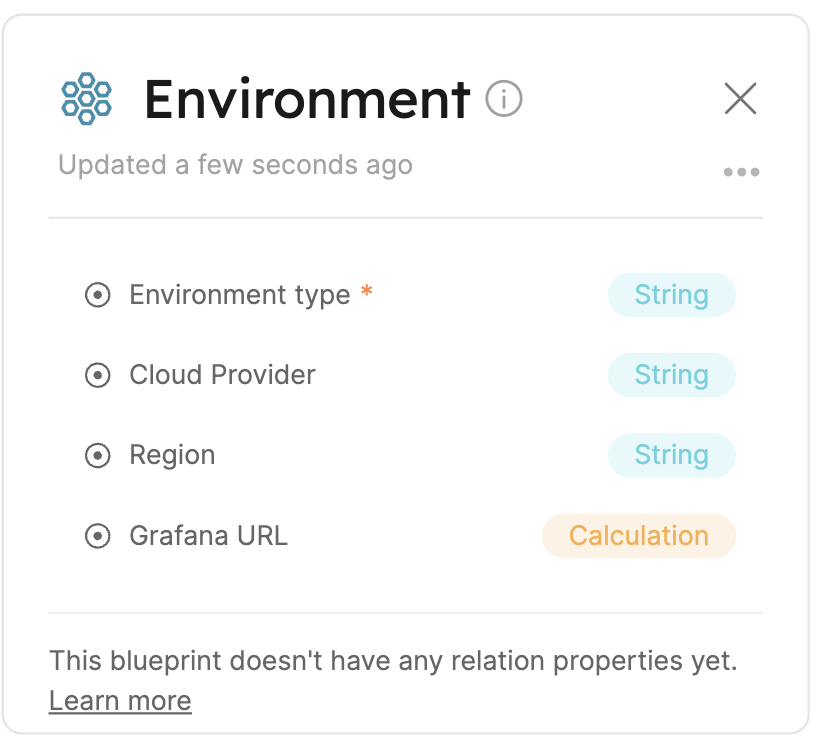 Environment
Updated a few seconds ago
Environment type * String
Cloud Provider String
Region String
Grafana URL Calculation
This blueprint doesn't have any relation properties yet.
Learn more